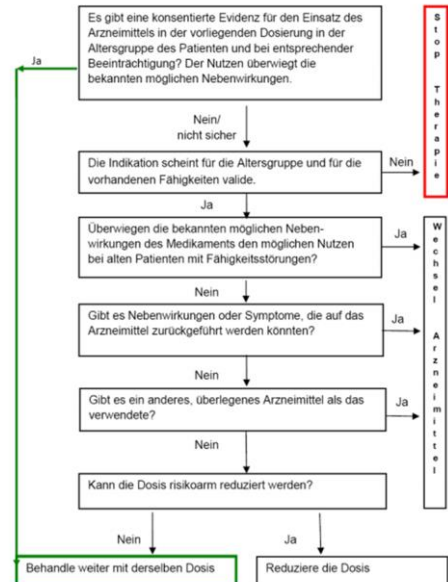 Es gibt eine konsentierte Evidenz für den Einsatz des
Arzneimittels in der vorliegenden Dosierung in der
Altersgruppe des Patienten und bei entsprechender
Beeinträchtigung? Der Nutzen überwiegt die
bekannten möglichen Nebenwirkungen.
Ja
Stop Therapie
Nein/
nicht sicher
Die Indikation scheint für die Altersgruppe und für die
vorhandenen Fähigkeiten valide.
Nein
Ja
Überwiegen die bekannten möglichen Neben-
wirkungen des Medikaments den möglichen Nutzen
bei alten Patienten mit Fähigkeitsstörungen?
Ja
Wechsel Arzneimittel
Nein
Gibt es Nebenwirkungen oder Symptome, die auf das
Arzneimittel zurückgeführt werden könnten?
Ja
Nein
Gibt es ein anderes, überlegenes Arzneimittel als das
verwendete?
Ja
Nein
Kann die Dosis risikoarm reduziert werden?
Nein
Ja
Behandle weiter mit derselben Dosis
Reduziere die Dosis